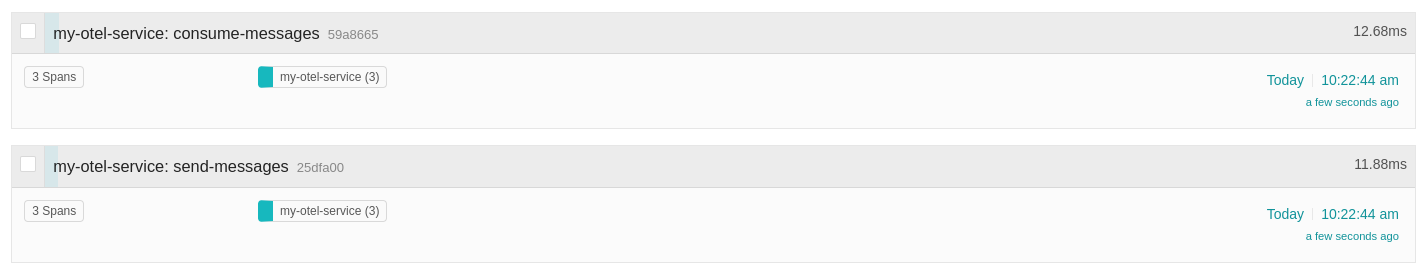 my-otel-service: consume-messages 59a8665 12.68ms
3 Spans my-otel-service (3) Today 10:22:44 am
a few seconds ago
my-otel-service: send-messages 25dfa00 11.88ms
3 Spans my-otel-service (3) Today 10:22:44 am
a few seconds ago